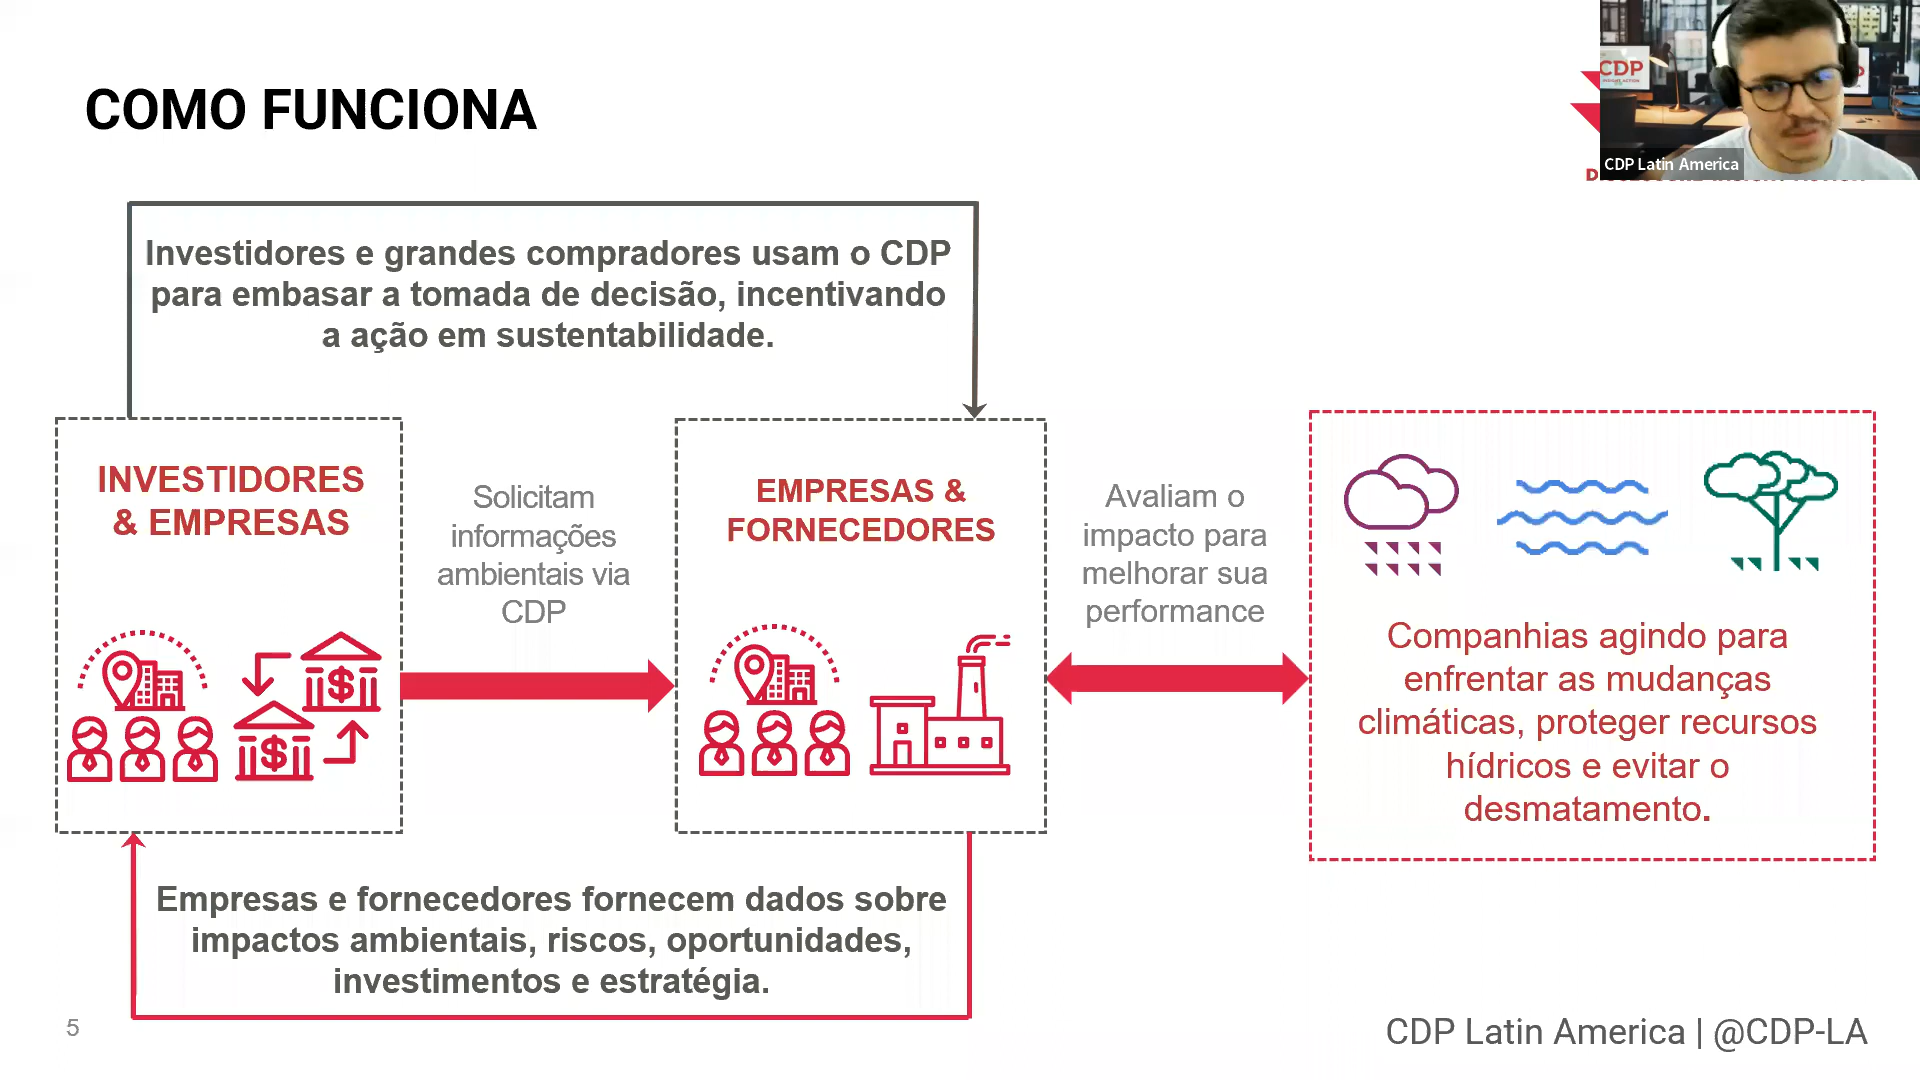 COMO FUNCIONA
CDP
CDP Latin America
Investidores e grandes compradores usam o CDP
para embasar a tomada de decisão, incentivando
a ação em sustentabilidade.
INVESTIDORES
& EMPRESAS
Solicitam
informações
ambientais via
CDP
EMPRESAS &
FORNECEDORES
Avaliam o
impacto para
melhorar sua
performance
Companhias agindo para
enfrentar as mudanças
climáticas, proteger recursos
hídricos e evitar o
desmatamento.
Empresas e fornecedores fornecem dados sobre
impactos ambientais, riscos, oportunidades,
investimentos e estratégia.
5
CDP Latin America | @CDP-LA